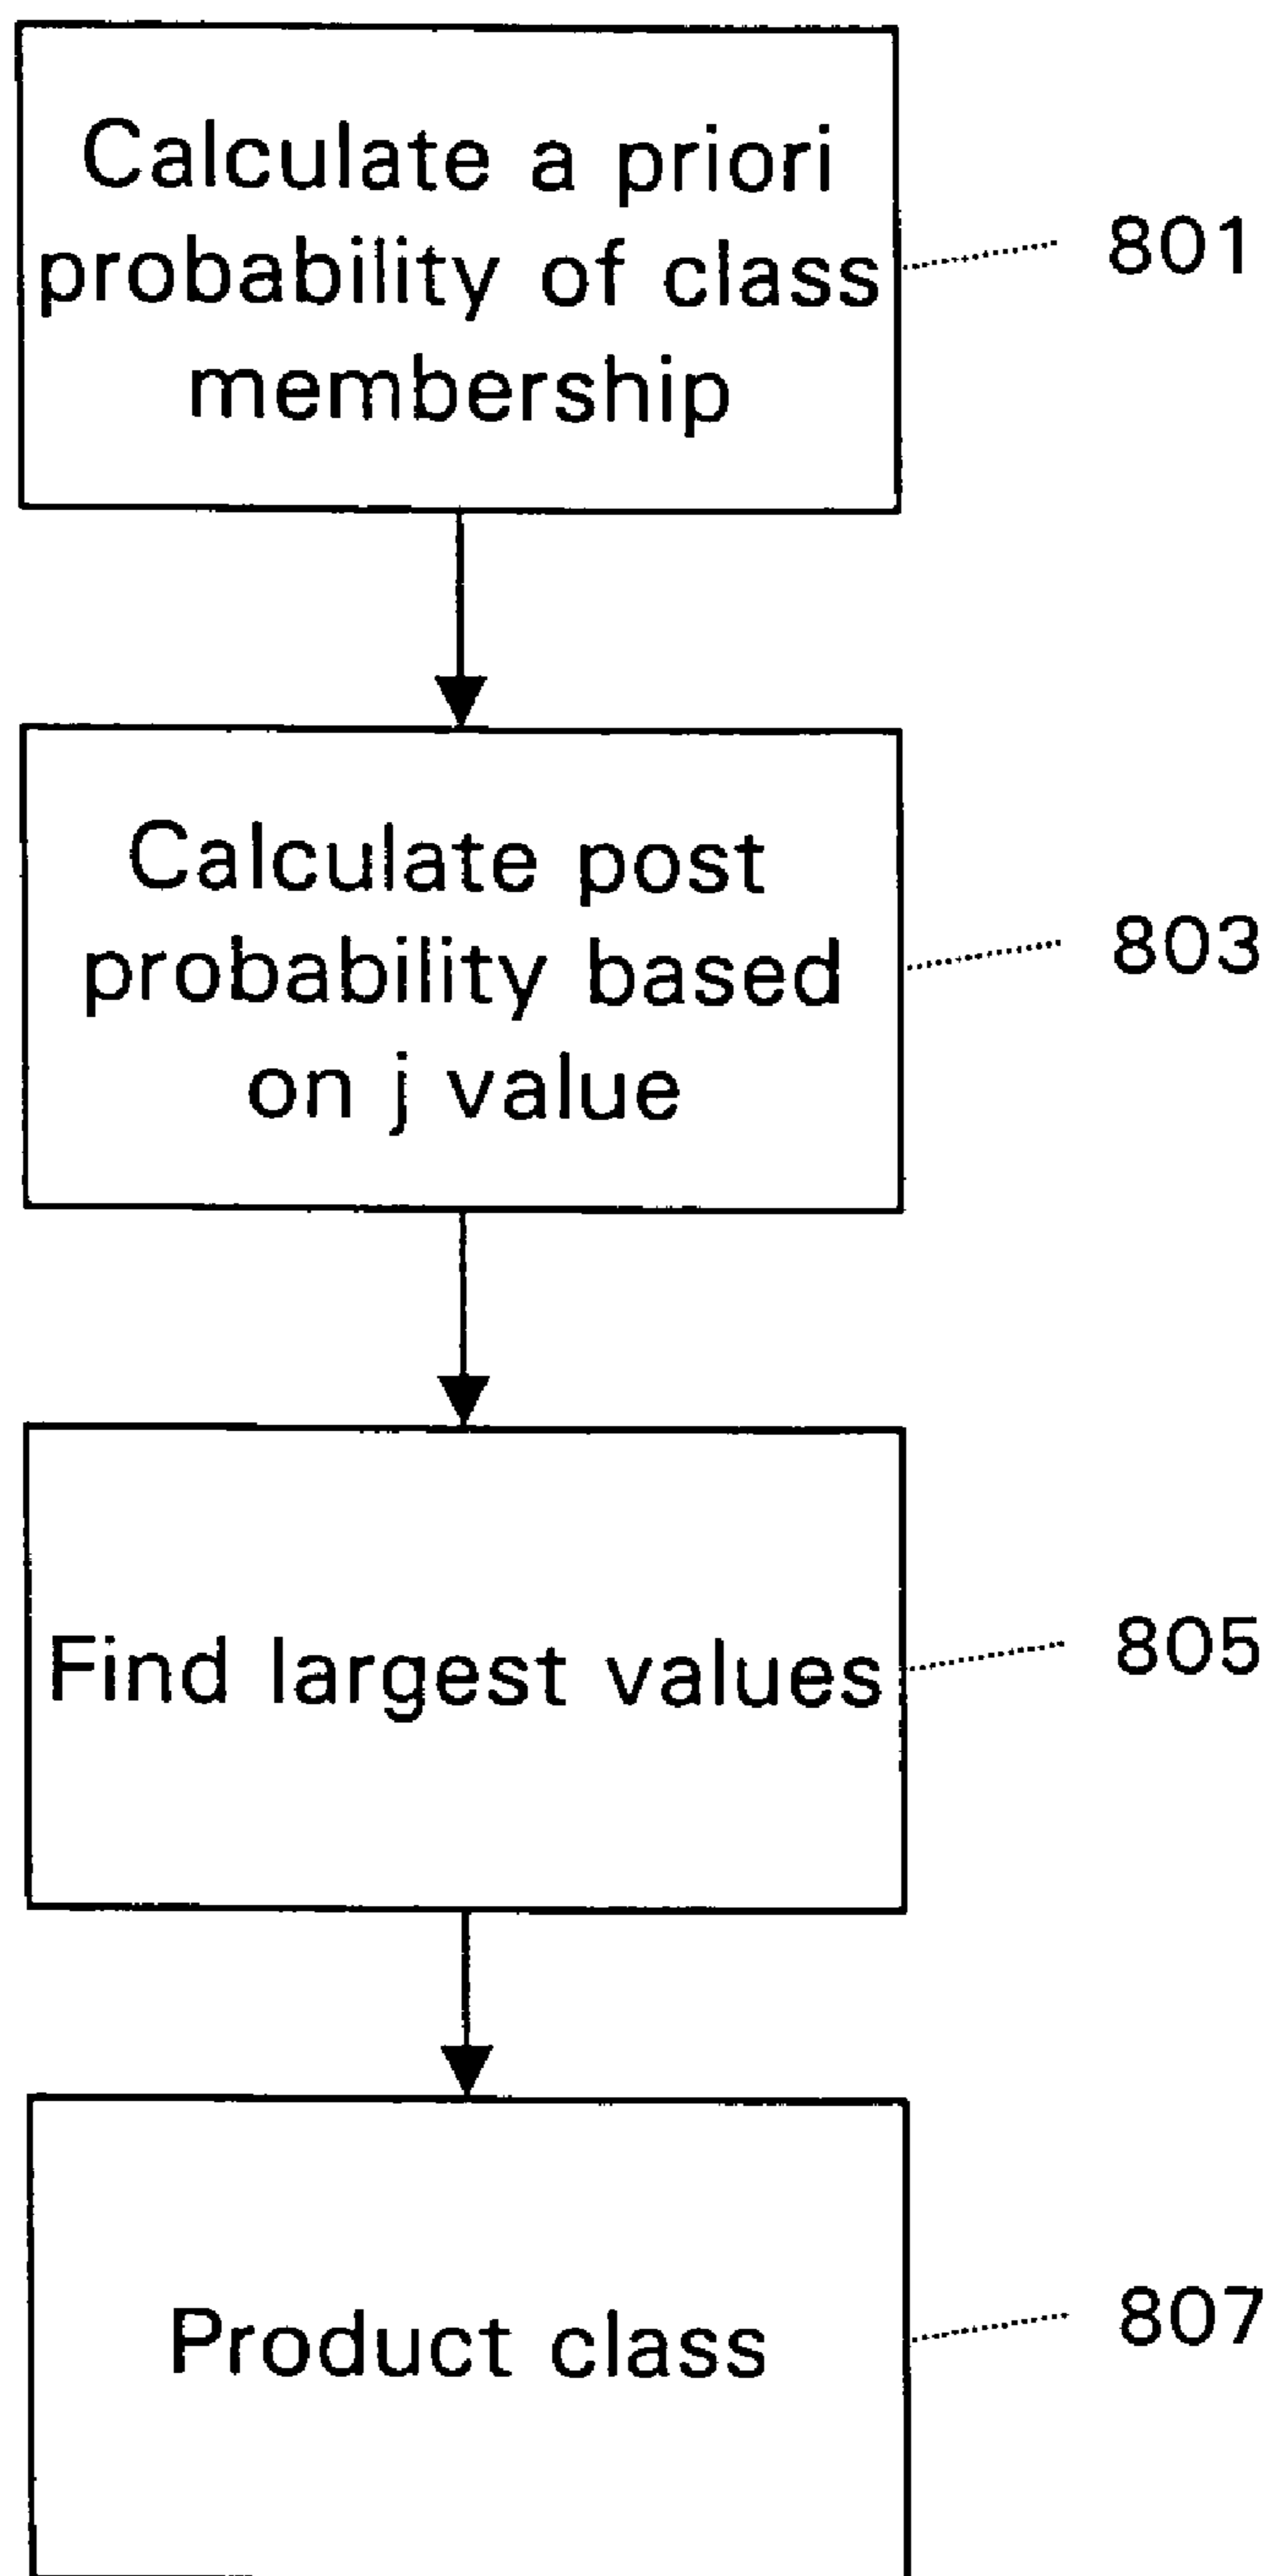 Calculate a priori
probability of class
membership
801
Calculate post
probability based
on j value
803
Find largest values
805
Product class
807